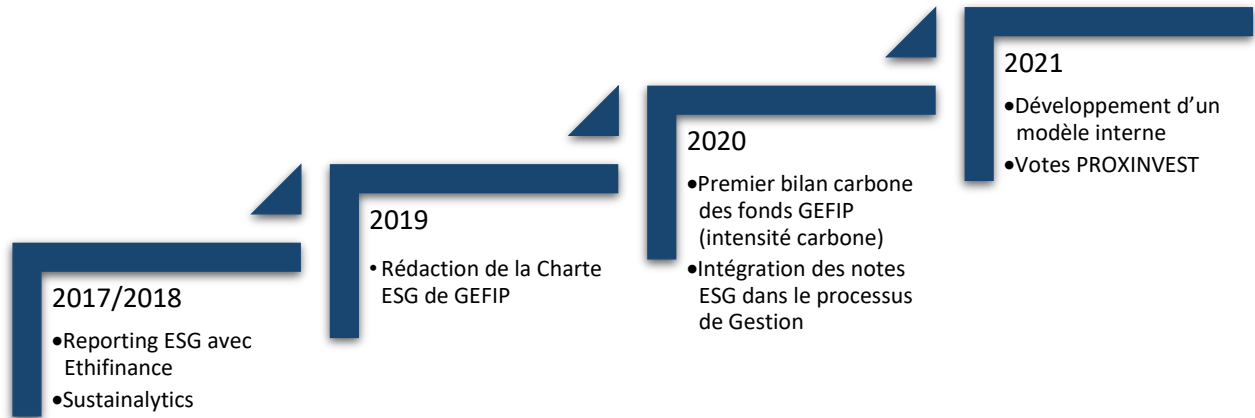 2017/2018
•Reporting ESG avec
Ethifinance
•Sustainalytics
2019
• Rédaction de la Charte
ESG de GEFIP
2020
•Premier bilan carbone
des fonds GEFIP
(intensité carbone)
•Intégration des notes
ESG dans le processus
de Gestion
2021
•Développement d’un
modèle interne
•Votes PROXINVEST